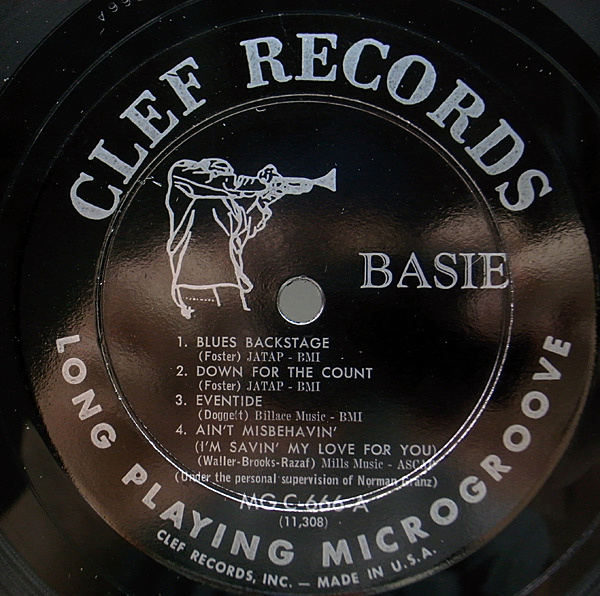 CLEF RECORDS
BASIE
1. BLUES BACKSTAGE
(Foster) JATAP - BMI
2. DOWN FOR THE COUNT
(Foster) JATAP - BMI
3. EVENTIDE
(Doggett) Billace Music - BMI
4. AIN'T MISBEHAVIN'
(I'M SAVIN' MY LOVE FOR YOU)
(Waller-Brooks-Razaf) Mills Music - ASCAP
(Under the personal supervision of Norman Granz)
MG C-666-A
(11,308)
LONG PLAYING MICROGROOVE
CLEF RECORDS, INC. — MADE IN U.S.A.